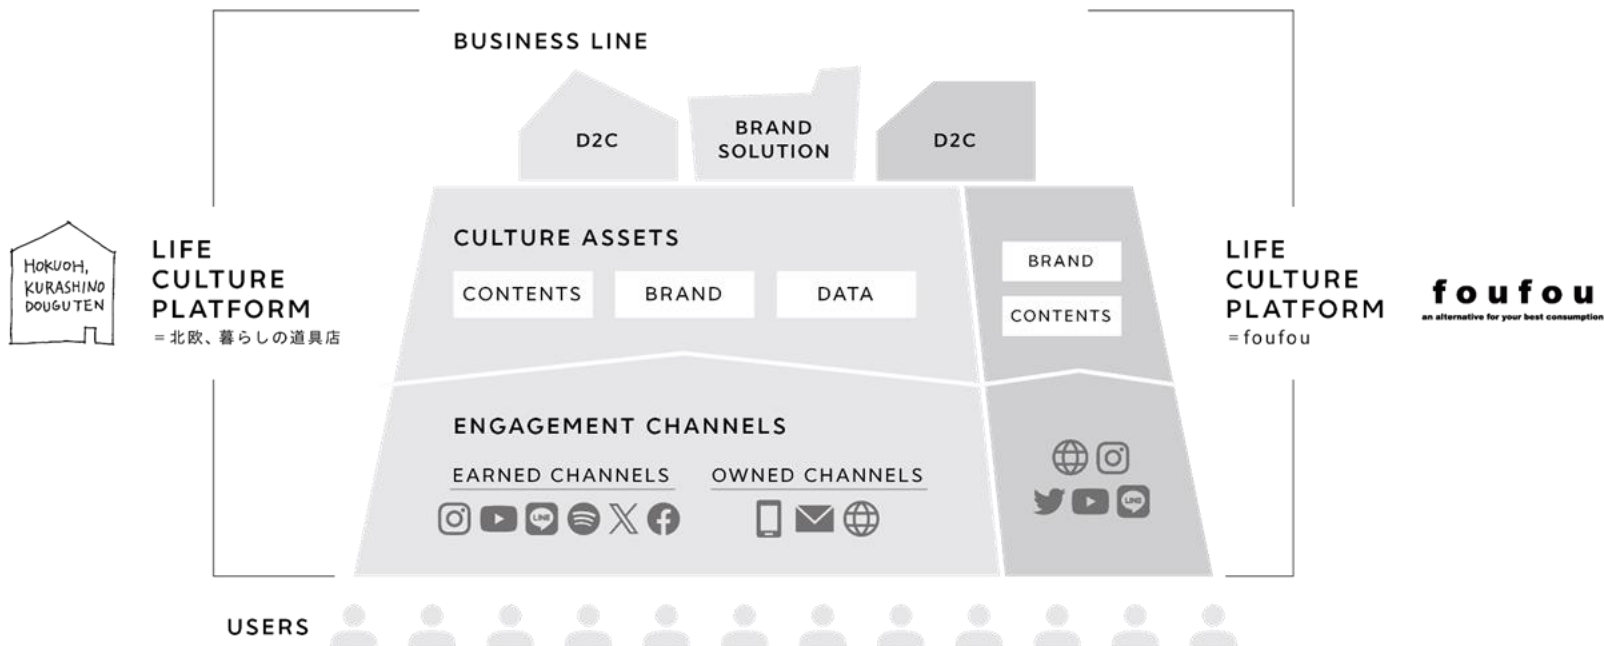 BUSINESS LINE
D2C
BRAND
SOLUTION
D2C
HOKUOH,
KURASHINO
DOUGUTEN
LIFE
CULTURE
PLATFORM
=北欧、暮らしの道具店
CULTURE ASSETS
CONTENTS
BRAND
DATA
BRAND
CONTENTS
LIFE
CULTURE
PLATFORM
=foufou
foufou
an alternative for your best consumption
ENGAGEMENT CHANNELS
EARNED CHANNELS
LINE
OWNED CHANNELS
LINE
USERS